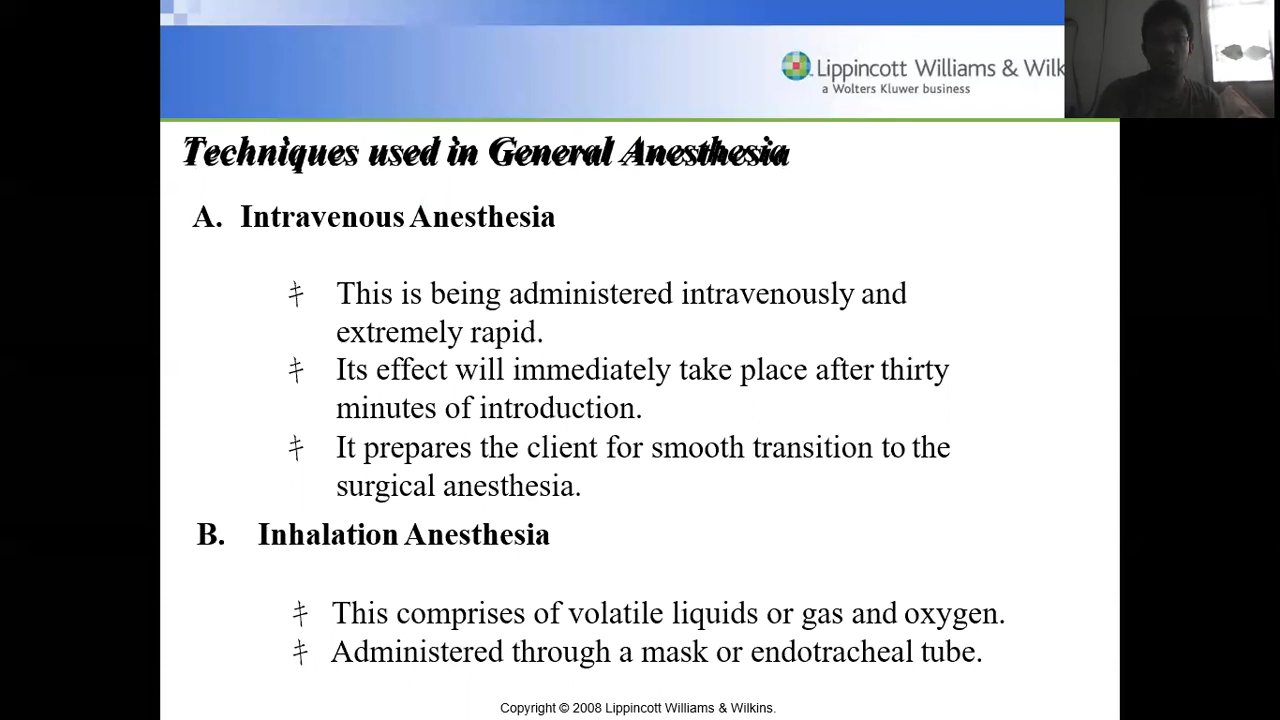 Lippincott Williams & Wilk
a Wolters Kluwer business
Techniques used in General Anesthesia
A. Intravenous Anesthesia
This is being administered intravenously and
extremely rapid.
Its effect will immediately take place after thirty
minutes of introduction.
It prepares the client for smooth transition to the
surgical anesthesia.
B. Inhalation Anesthesia
This comprises of volatile liquids or gas and oxygen.
Administered through a mask or endotracheal tube.
Copyright © 2008 Lippincott Williams & Wilkins.